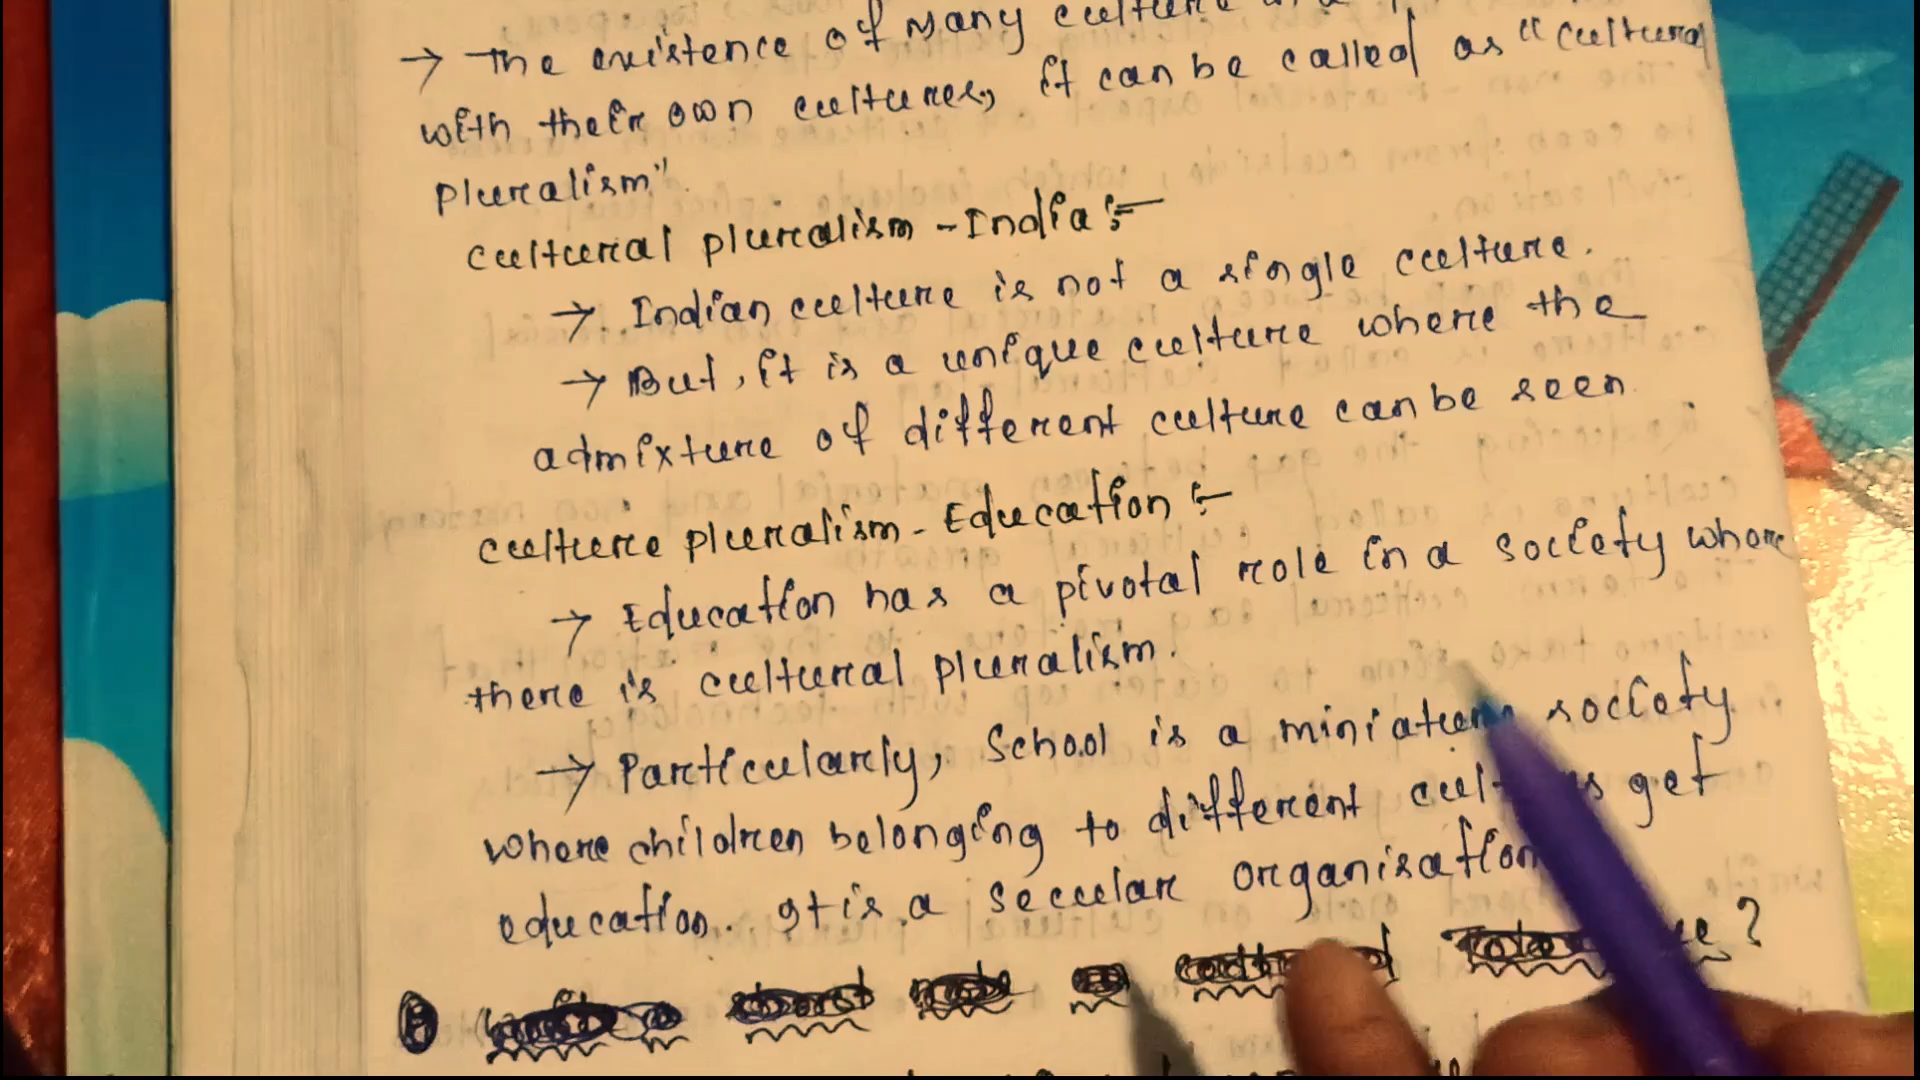 → The existence of Many culture
with their own cultures, it can be called as "cultural
pluralism".
cultural pluralism - India :-
→ Indian culture is not a single culture.
→ But, it is a unique culture where the
admixture of different culture can be seen.
culture pluralism - Education :-
→ Education has a pivotal role in a society where
there is cultural pluralism.
→ Particularly, School is a miniature society
where children belonging to different cultures get
education. It is a secular organisation
short note ?